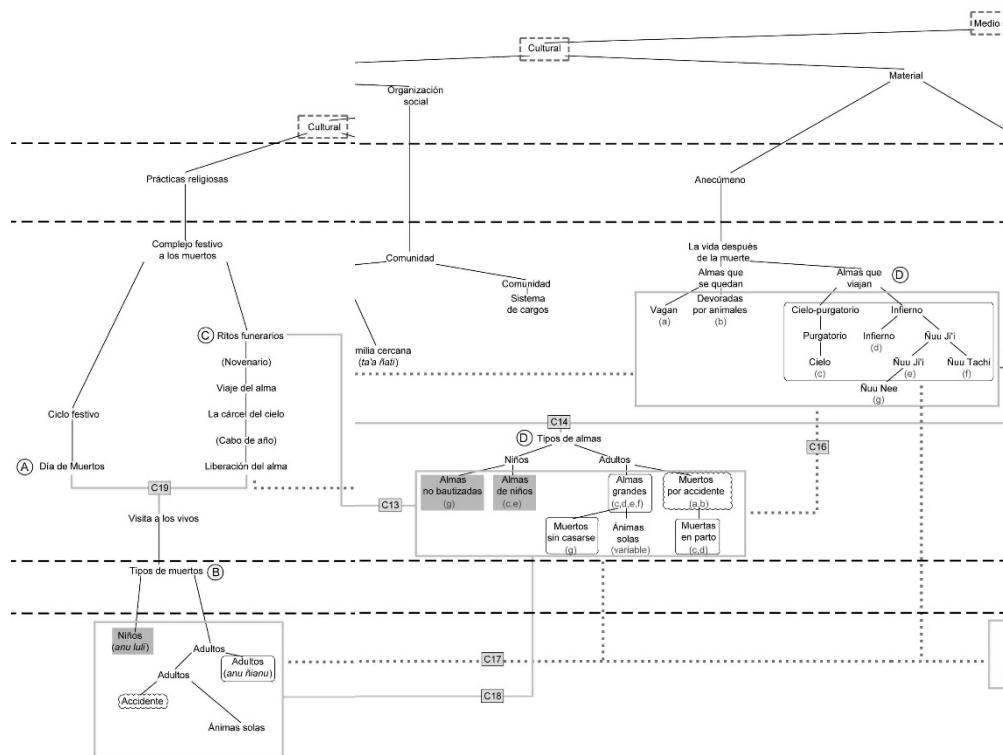 Medio
Cultural
Material
Organización
social
Cultural
Prácticas religiosas
Anecúmeno
Complejo festivo
a los muertos
La vida después
de la muerte
Comunidad
Almas que
se quedan
Almas que
viajan
D
Comunidad
Sistema
de cargos
Vagan
(a)
Devoradas
por animales
(b)
Cielo-purgatorio
Infierno
C
Ritos funerarios
Purgatorio
Infierno
(d)
Ñuu Ji'i
milia cercana
(ta'a ñati)
(Novenario)
Cielo
(c)
Ñuu Ji'i
(e)
Ñuu Tachi
(f)
Viaje del alma
Ñuu Nee
(g)
Ciclo festivo
La cárcel del cielo
C14
(Cabo de año)
D
Tipos de almas
C16
A
Día de Muertos
Liberación del alma
Niños
Adultos
C19
C13
Almas
no bautizadas
(g)
Almas
de niños
(c,e)
Almas
grandes
(c,d,e,f)
Muertos
por accidente
(a,b)
Visita a los vivos
Muertos
sin casarse
(g)
Ánimas
solas
(variable)
Muertas
en parto
(c,d)
Tipos de muertos
B
Niños
(anu luli)
Adultos
Adultos
(anu ñianu)
C17
Adultos
Accidente
C18
Ánimas solas